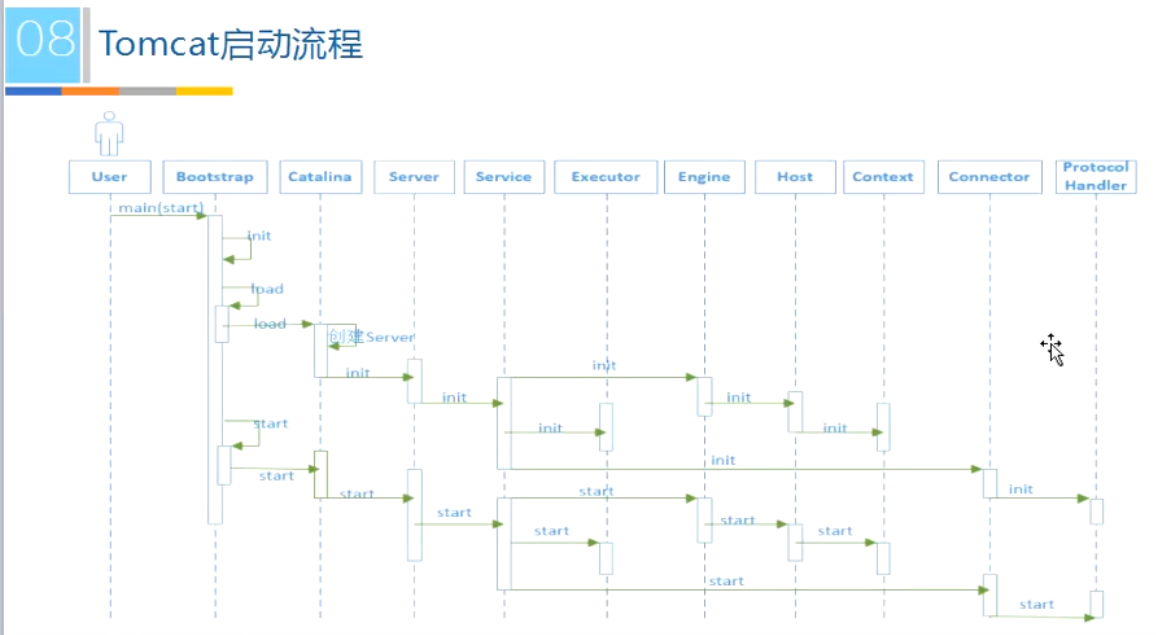 08 Tomcat启动流程
User Bootstrap Catalina Server Service Executor Engine Host Context Connector Protocol Handler
main(start)
init
load
load
创建Server
init
init
init
init
init
init
init
init
start
start
start
start
start
start
start
start
start
start